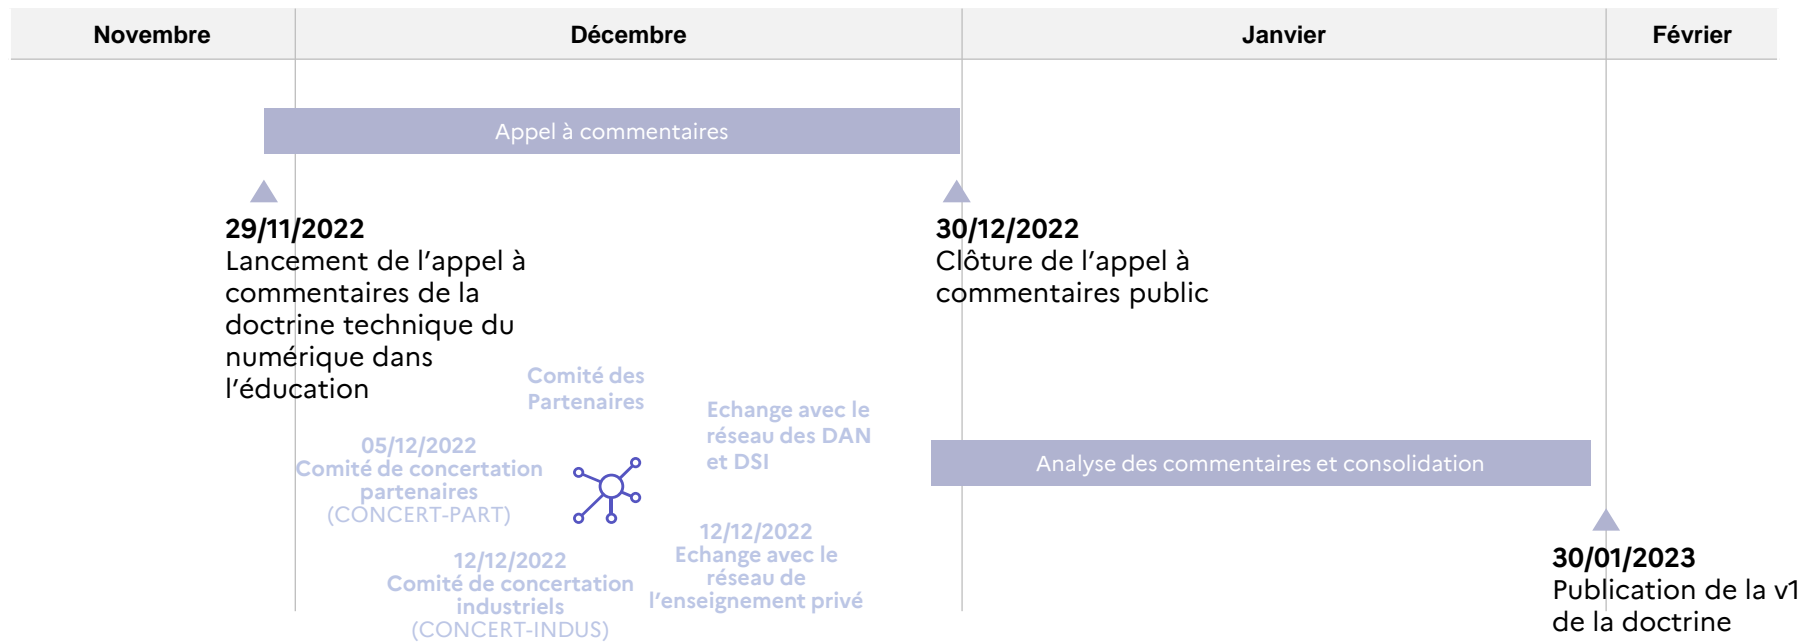 Novembre
Décembre
Janvier
Février
Appel à commentaires
29/11/2022
Lancement de l’appel à
commentaires de la
doctrine technique du
numérique dans
l’éducation
30/12/2022
Clôture de l’appel à
commentaires public
Comité des
Partenaires
Echange avec le
réseau des DAN
et DSI
05/12/2022
Comité de concertation
partenaires
(CONCERT-PART)
12/12/2022
Comité de concertation
industriels
(CONCERT-INDUS)
12/12/2022
Echange avec le
réseau de
l’enseignement privé
Analyse des commentaires et consolidation
30/01/2023
Publication de la v1
de la doctrine